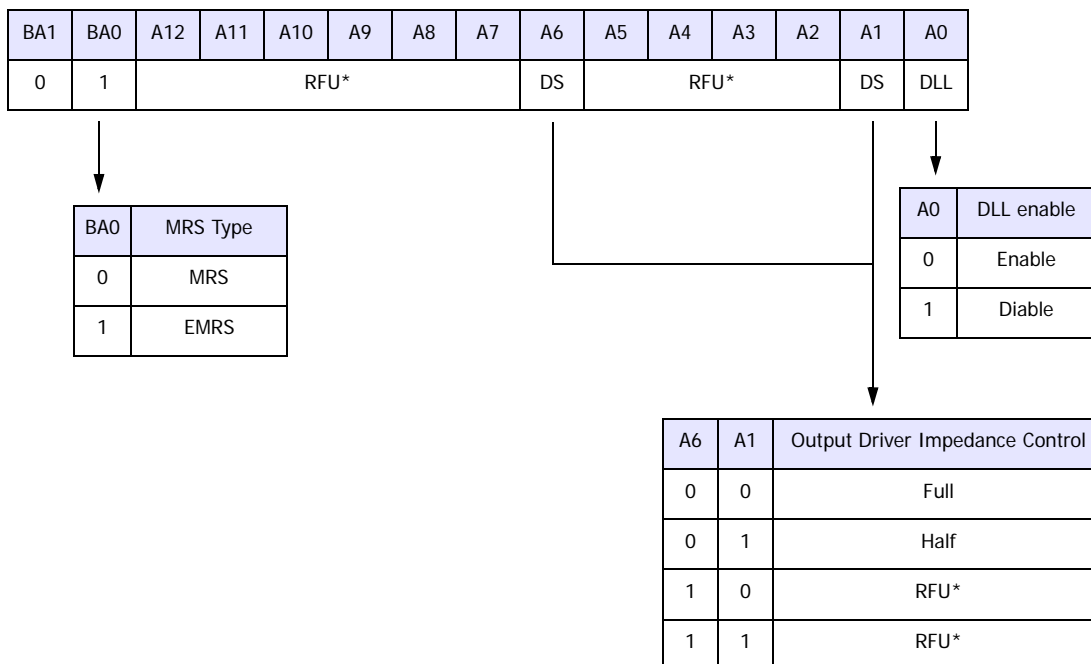 BA1 BA0 A12 A11 A10 A9 A8 A7 A6 A5 A4 A3 A2 A1 A0
0 1 RFU* DS RFU* DS DLL
BA0 MRS Type
0 MRS
1 EMRS
A0 DLL enable
0 Enable
1 Diable
A6 A1 Output Driver Impedance Control
0 0 Full
0 1 Half
1 0 RFU*
1 1 RFU*